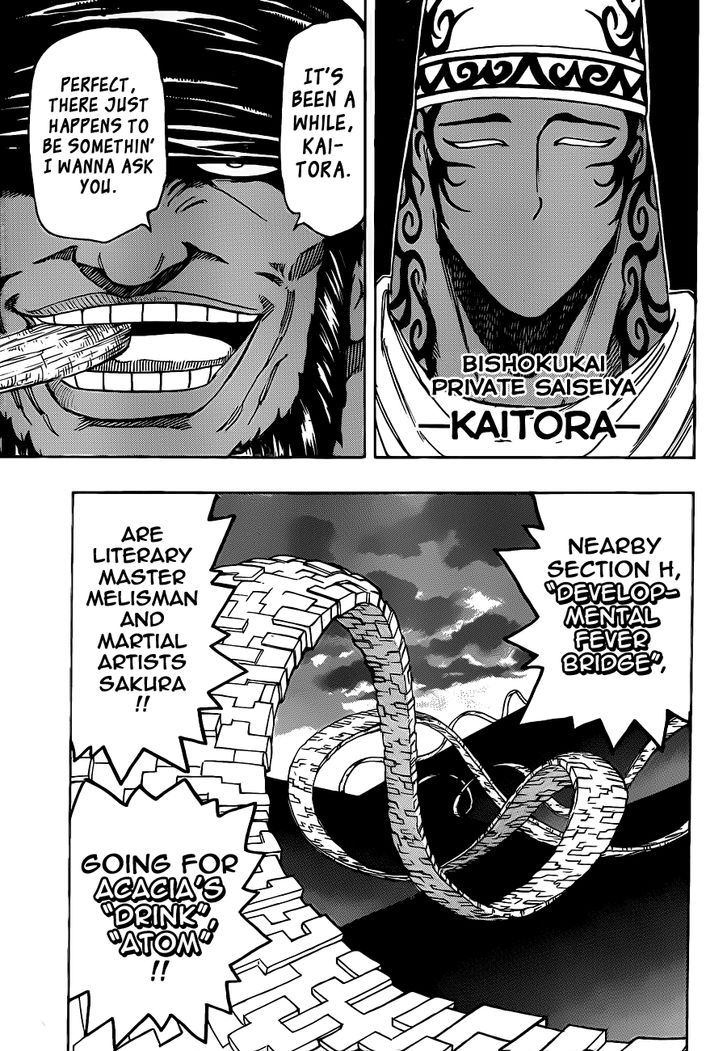 BISHOKUKAI
PRIVATE SAISEIYA
—KAITORA—
IT'S
BEEN A
WHILE,
KAI-
TORA.
PERFECT,
THERE JUST
HAPPENS TO
BE SOMETHIN'
I WANNA ASK
YOU.
NEARBY
SECTION H,
"DEVELOP-
MENTAL
FEVER
BRIDGE",
ARE
LITERARY
MASTER
MELISMAN
AND
MARTIAL
ARTISTS
SAKURA
!!
GOING FOR
ACACIA'S
"DRINK",
"ATOM"
!!